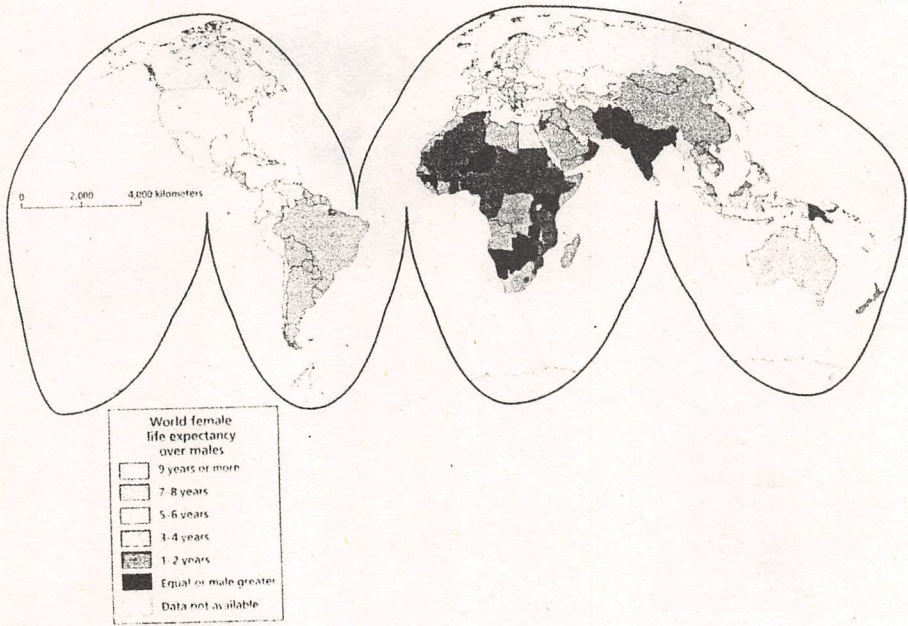 0 2,000 4,000 kilometers
World female
life expectancy
over males
9 years or more
7-8 years
5-6 years
3-4 years
1-2 years
Equal or male greater
Data not available